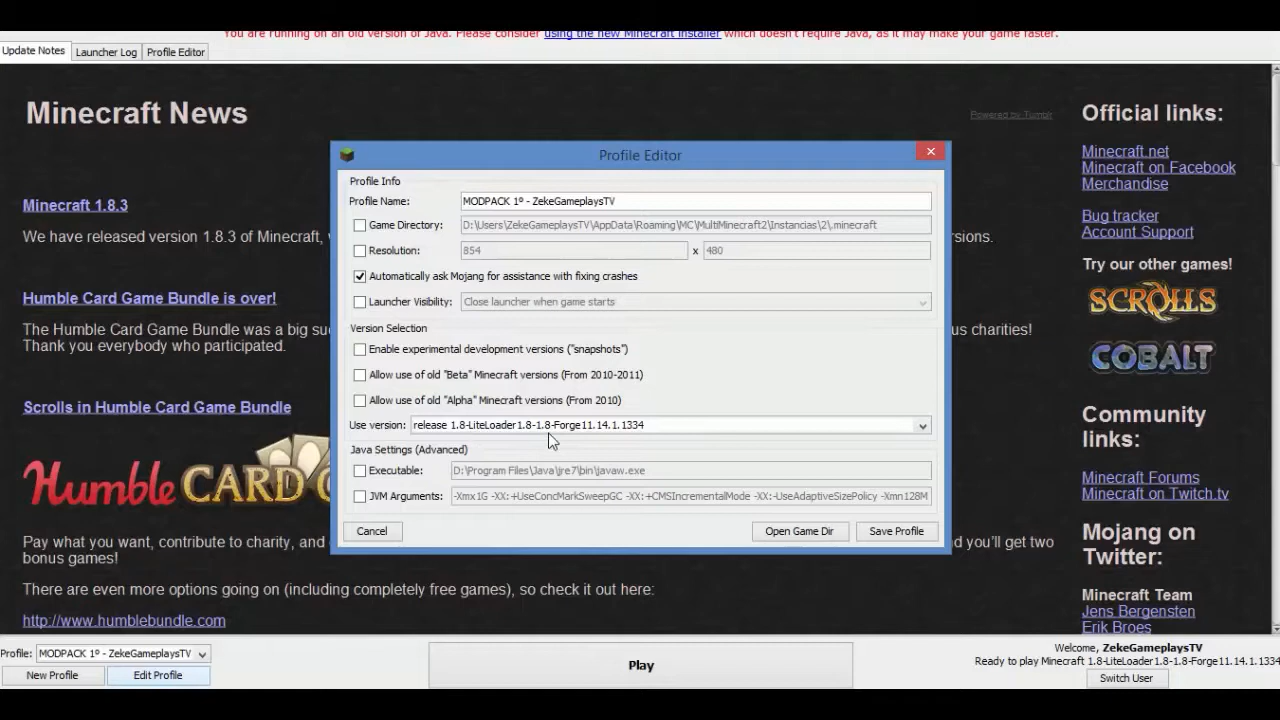 You are running on an old version of Java. Please consider using the new Minecraft Installer which doesn't require Java, as it may make your game faster.
Update Notes
Launcher Log
Profile Editor
Minecraft News
Powered by Tumblr
Minecraft 1.8.3
We have released version 1.8.3 of Minecraft,
ersions.
Humble Card Game Bundle is over!
The Humble Card Game Bundle was a big su
us charities!
Thank you everybody who participated.
Scrolls in Humble Card Game Bundle
Humble CARD
Pay what you want, contribute to charity, and
d you'll get two
bonus games!
There are even more options going on (including completely free games), so check it out here:
http://www.humblebundle.com
Official links:
Minecraft.net
Minecraft on Facebook
Merchandise
Bug tracker
Account Support
Try our other games!
SCROLLS
COBALT
Community
links:
Minecraft Forums
Minecraft on Twitch.tv
Mojang on
Twitter:
Minecraft Team
Jens Bergensten
Erik Broes
Profile Editor
Profile Info
Profile Name: MODPACK 1º - ZekeGameplaysTV
Game Directory: D:\Users\ZekeGameplaysTV\AppData\Roaming\MC\MultiMinecraft2\Instancias\2\.minecraft
Resolution: 854 x 480
Automatically ask Mojang for assistance with fixing crashes
Launcher Visibility: Close launcher when game starts
Version Selection
Enable experimental development versions ("snapshots")
Allow use of old "Beta" Minecraft versions (From 2010-2011)
Allow use of old "Alpha" Minecraft versions (From 2010)
Use version: release 1.8-LiteLoader1.8-1.8-Forge11.14.1.1334
Java Settings (Advanced)
Executable: D:\Program Files\Java\jre7\bin\javaw.exe
JVM Arguments: -Xmx1G -XX:+UseConcMarkSweepGC -XX:+CMSIncrementalMode -XX:-UseAdaptiveSizePolicy -Xmn128M
Cancel
Open Game Dir
Save Profile
Profile: MODPACK 1º - ZekeGameplaysTV
New Profile
Edit Profile
Play
Welcome, ZekeGameplaysTV
Ready to play Minecraft 1.8-LiteLoader1.8-1.8-Forge11.14.1.1334
Switch User